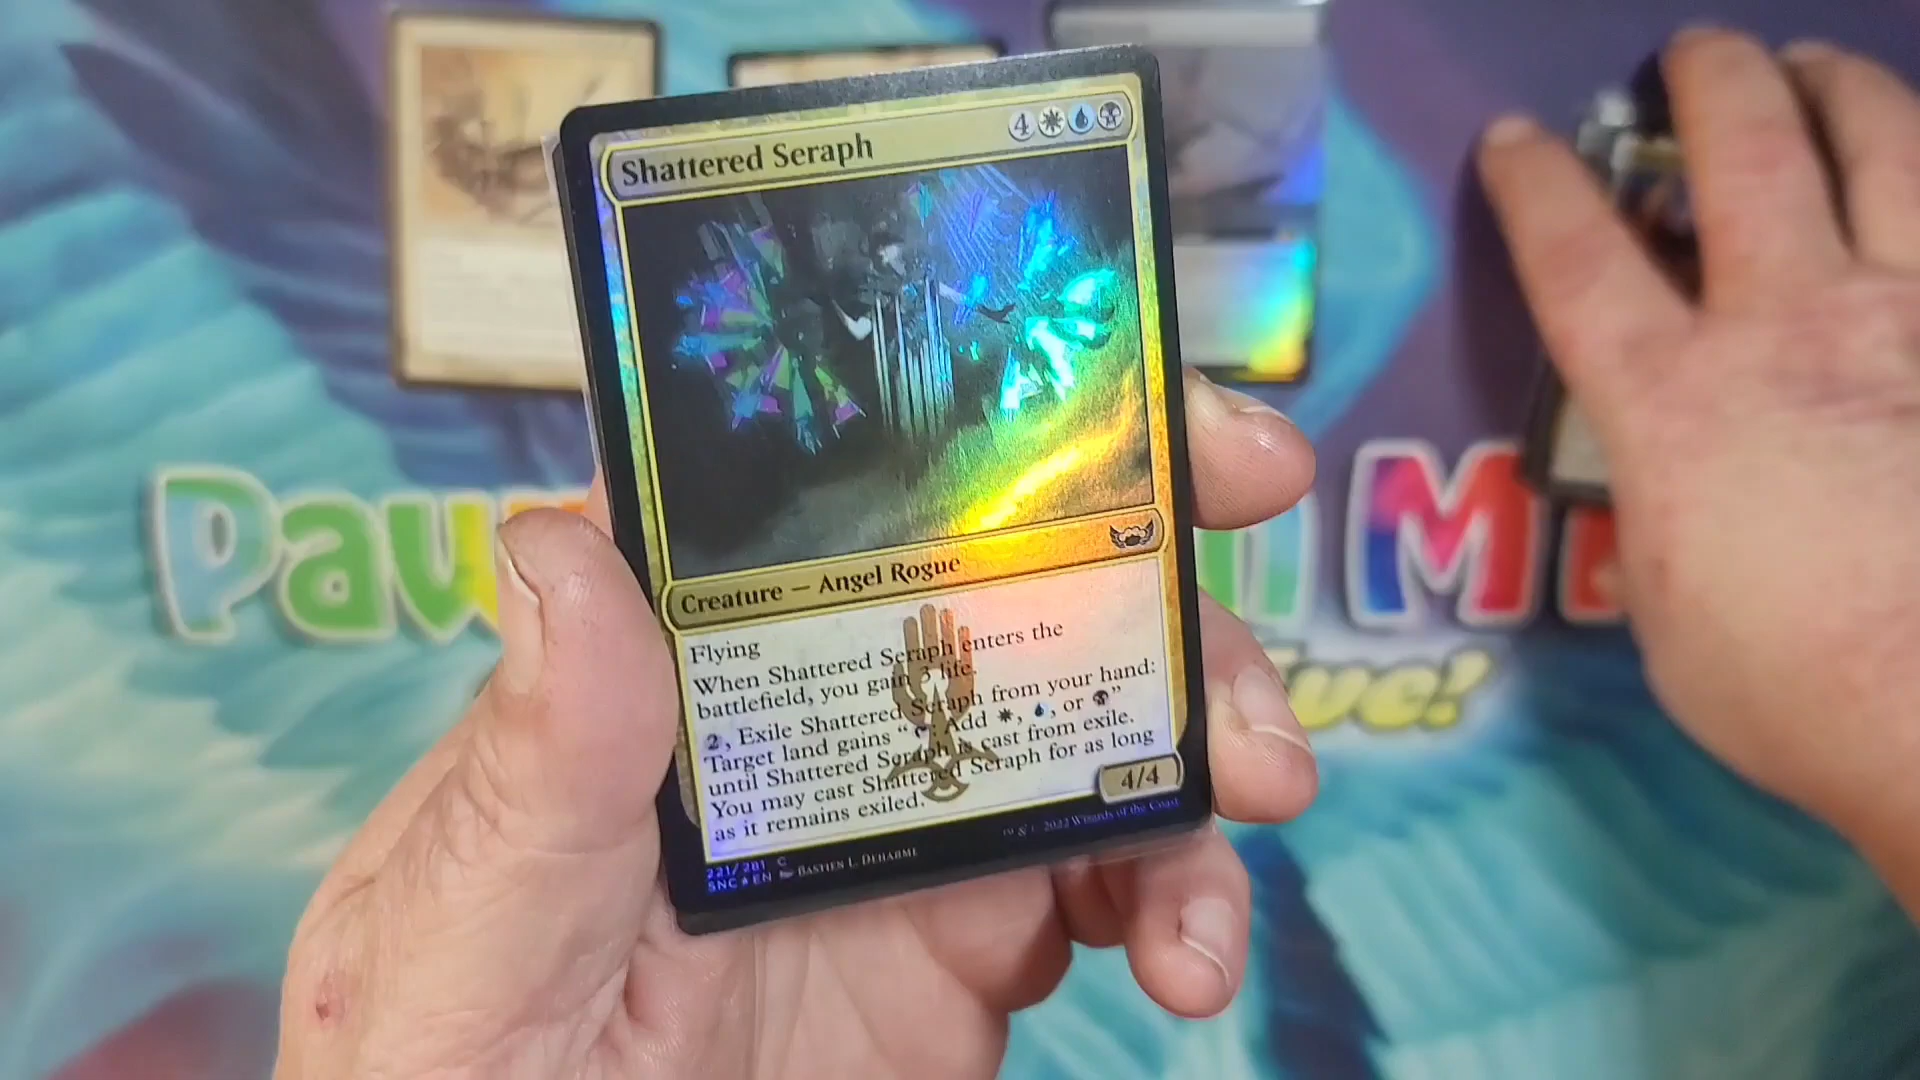 Shattered Seraph 4
Creature — Angel Rogue
Flying
When Shattered Seraph enters the
battlefield, you gain 3 life.
2, Exile Shattered Seraph from your hand:
Target land gains “ : Add , , or ”
until Shattered Seraph is cast from exile.
You may cast Shattered Seraph for as long
as it remains exiled.
4/4
221/281 C
SNC★EN BASTIEN L. DEHARME
™ & © 2022 Wizards of the Coast